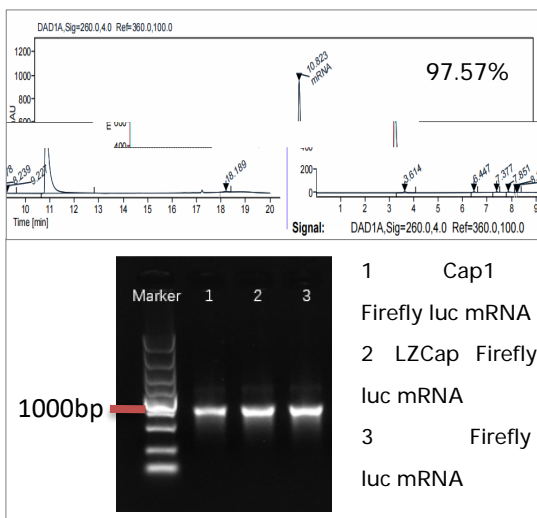 DAD1A,Sig=260.0,4.0 Ref=360.0,100.0
1200
1000
800
600
10.823
mRNA
97.57%
400
8.239
9.227
18.189
10 11 12 13 14 15 16 17 18 19 20
Time [min]
200
0
3.614
6.447
7.377
7.851
1 2 3 4 5 6 7 8 9
Signal: DAD1A,Sig=260.0,4.0 Ref=360.0,100.0
Marker 1 2 3
1000bp
1 Cap1
Firefly luc mRNA
2 LZCap Firefly
luc mRNA
3 Firefly
luc mRNA